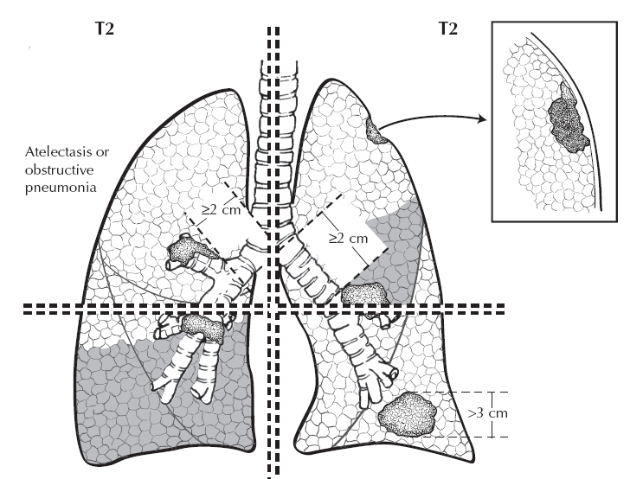 T2
T2
Atelectasis or
obstructive
pneumonia
≥2 cm
≥2 cm
>3 cm